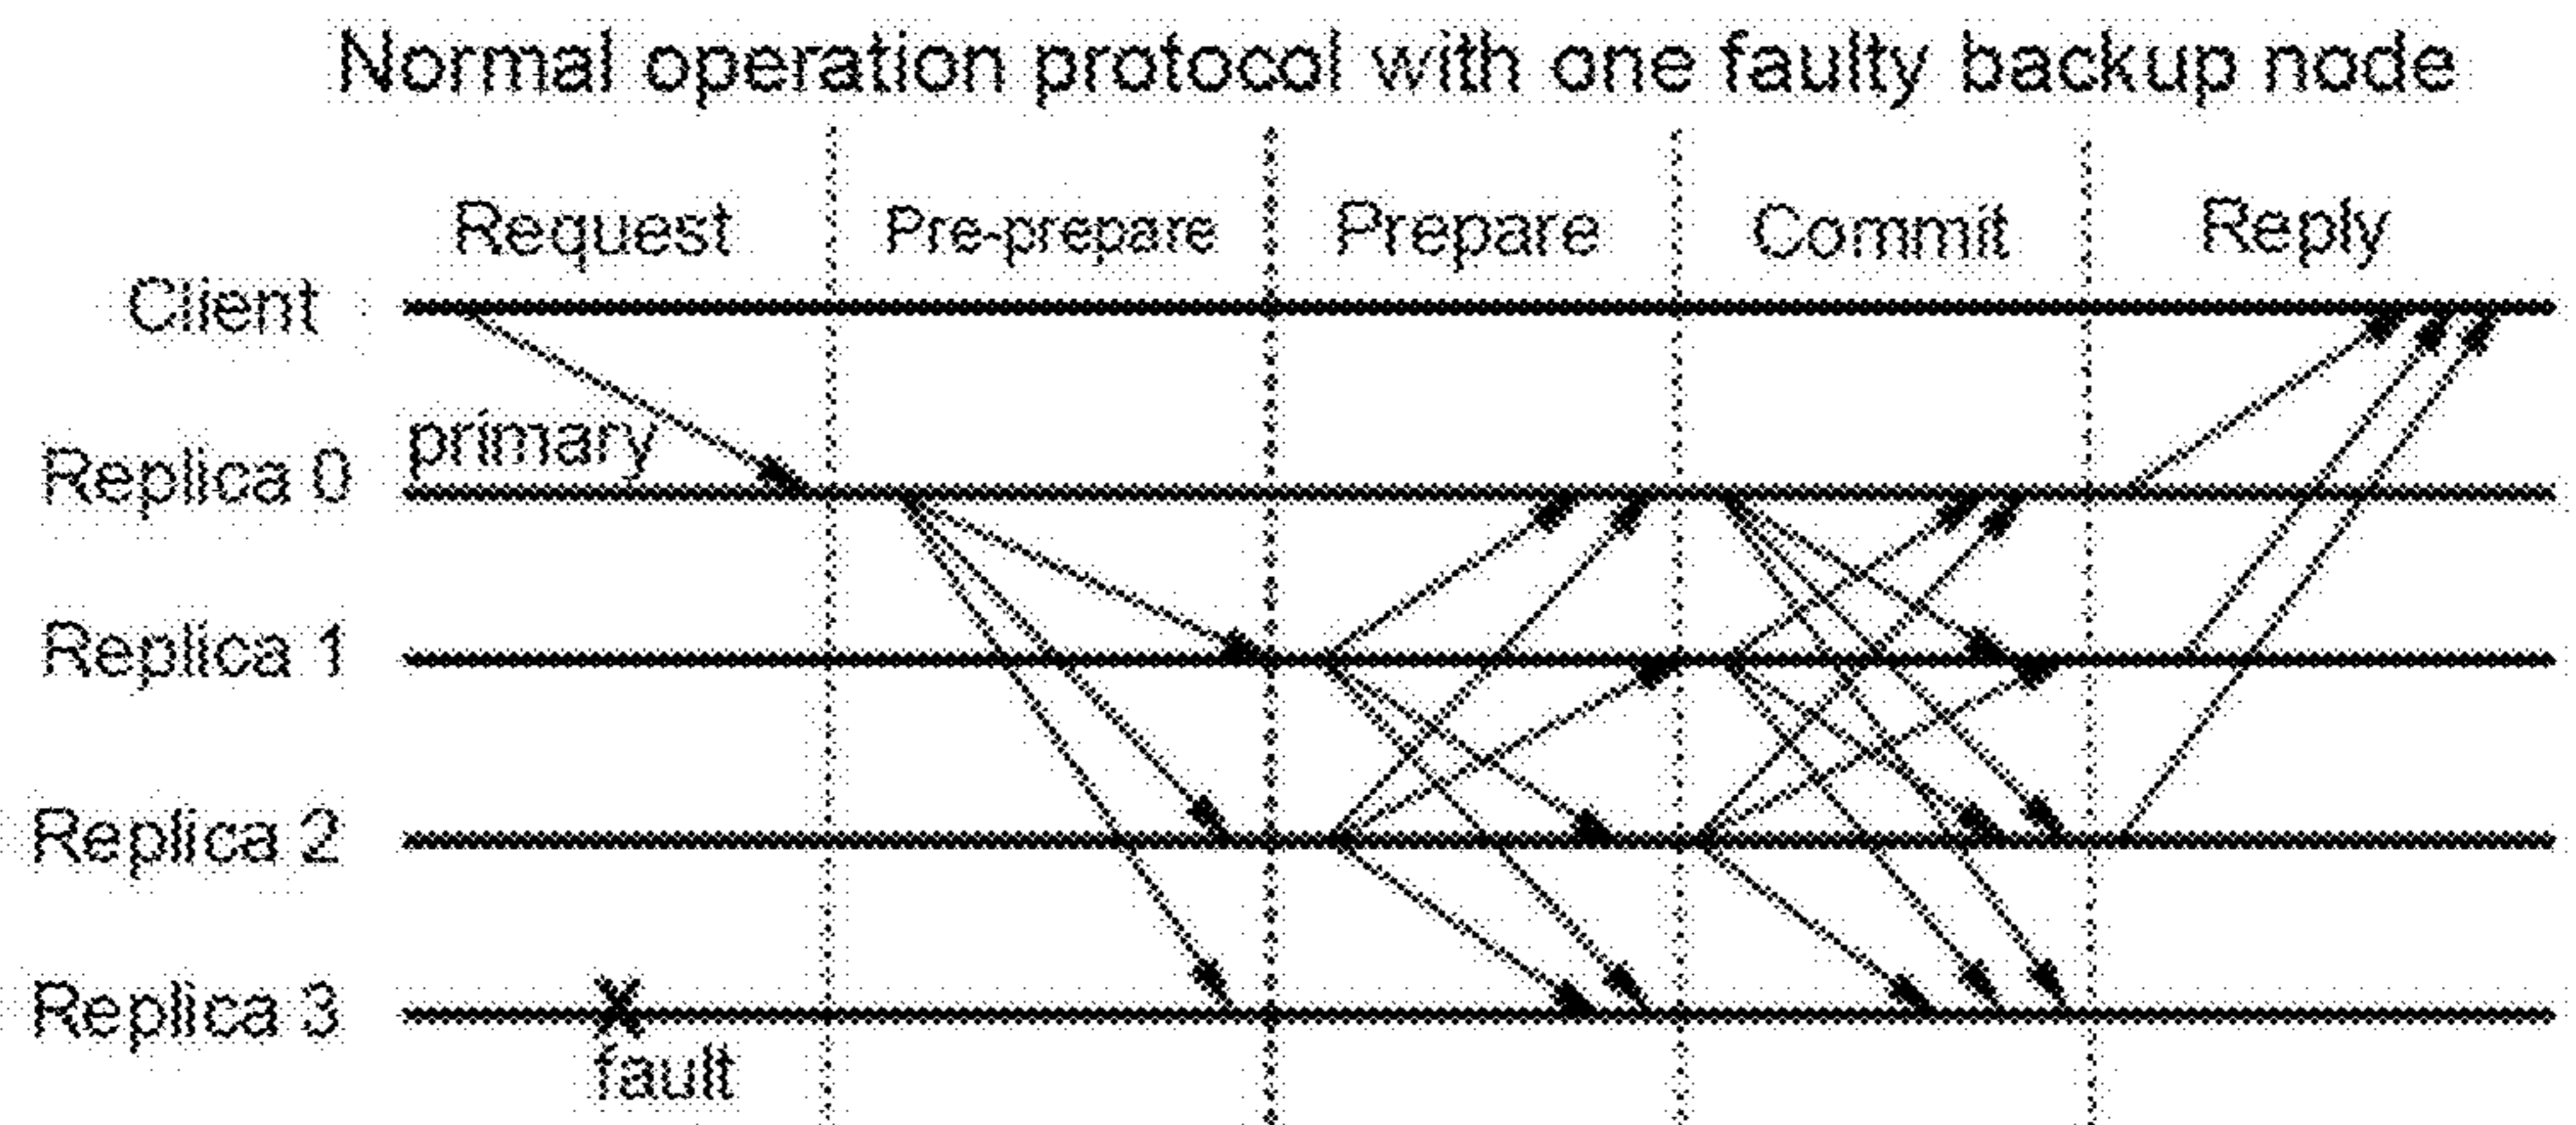 Normal operation protocol with one faulty backup node
Request Pre-prepare Prepare Commit Reply
Client
primary
Replica 0
Replica 1
Replica 2
Replica 3
fault